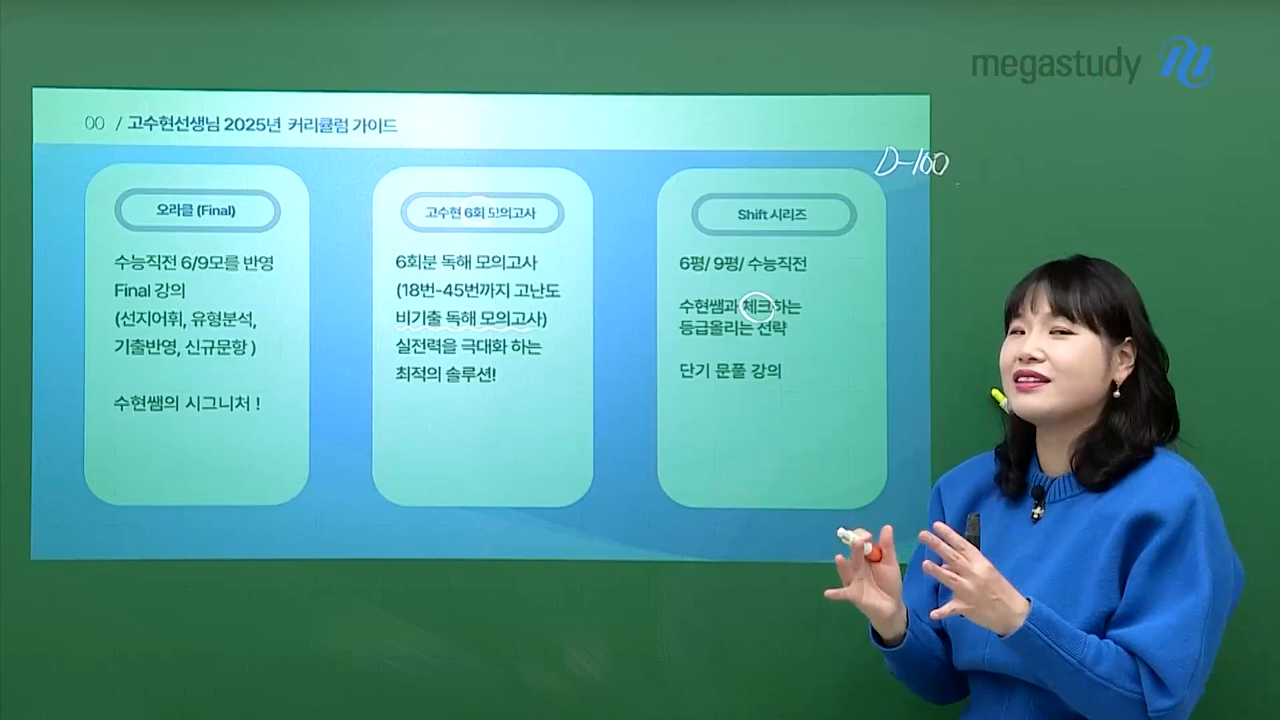 megastudy
00 / 고수현선생님 2025년 커리큘럼 가이드
D-100
오라클 (Final)
수능직전 6/9모를 반영
Final 강의
(선지어휘, 유형분석,
기출반영, 신규문항 )
수현쌤의 시그니처 !
고수현 6회 모의고사
6회분 독해 모의고사
(18번-45번까지 고난도
비기출 독해 모의고사)
실전력을 극대화 하는
최적의 솔루션!
Shift 시리즈
6평/ 9평/ 수능직전
수현쌤과 체크하는
등급올리는 전략
단기 문풀 강의